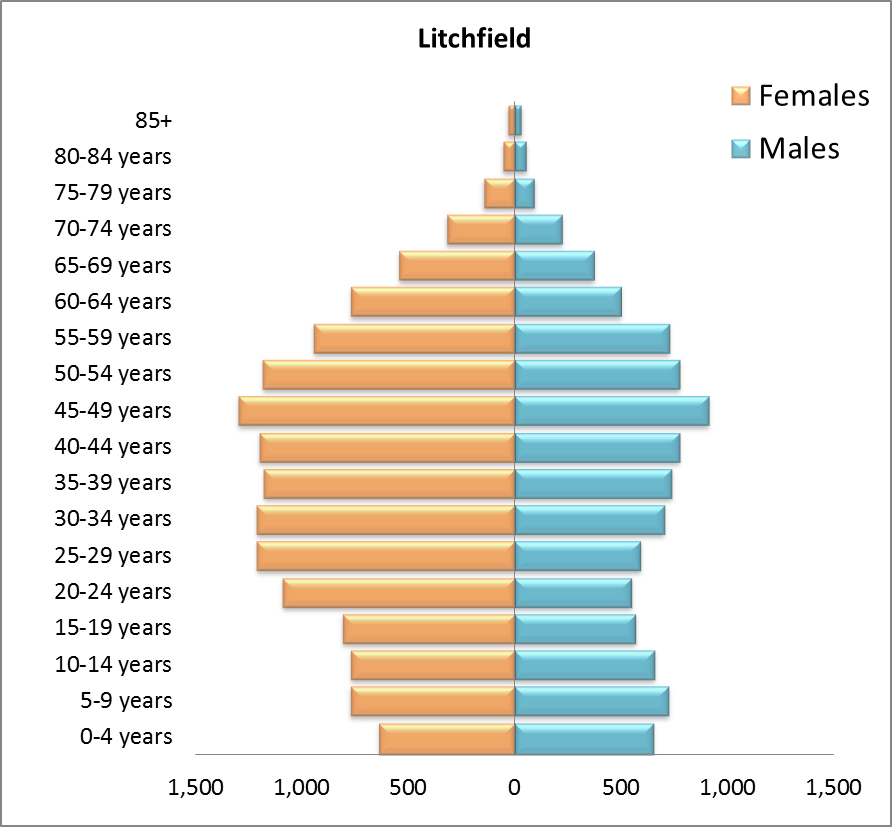 Litchfield
Females
Males
85+
80-84 years
75-79 years
70-74 years
65-69 years
60-64 years
55-59 years
50-54 years
45-49 years
40-44 years
35-39 years
30-34 years
25-29 years
20-24 years
15-19 years
10-14 years
5-9 years
0-4 years
1,500 1,000 500 0 500 1,000 1,500